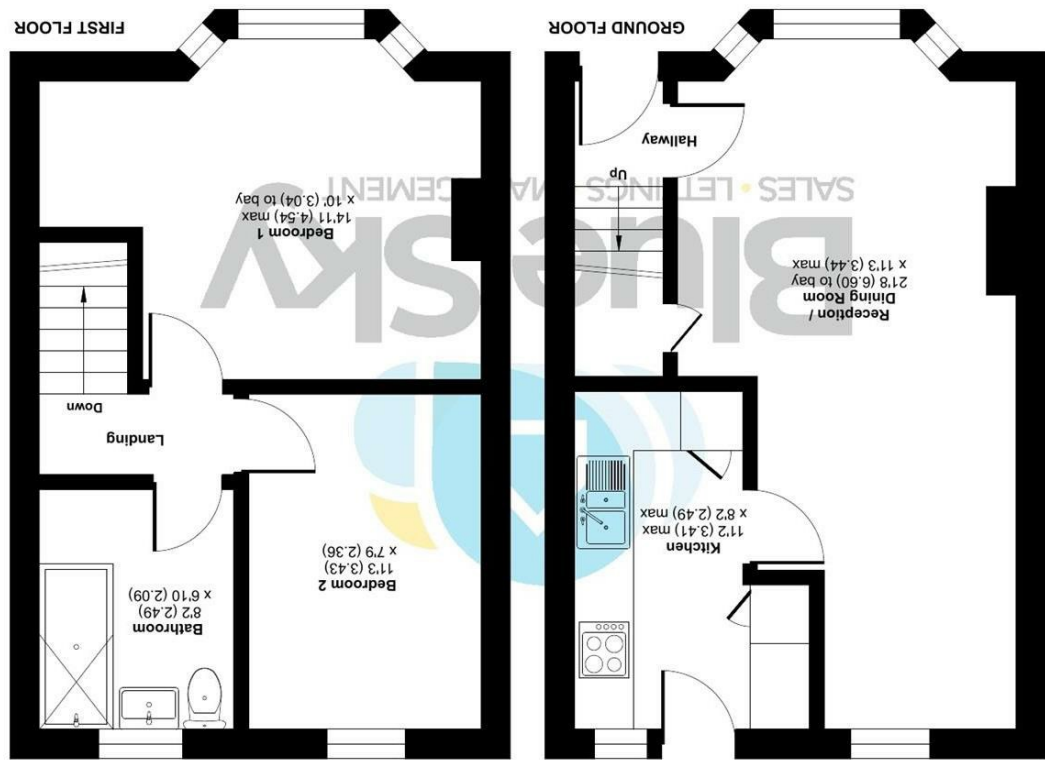 GROUND FLOOR
FIRST FLOOR
Hallway
Up
Reception /
Dining Room
21'8 (6.60) to bay
x 11'3 (3.44) max
Kitchen
11'2 (3.41) max
x 8'2 (2.49) max
Bedroom 1
14'11 (4.54) max
x 10' (3.04) to bay
Down
Landing
Bedroom 2
11'3 (3.43)
x 7'9 (2.36)
Bathroom
8'2 (2.49)
x 6'10 (2.09)
BlueSky
SALES • LETTINGS • MANAGEMENT